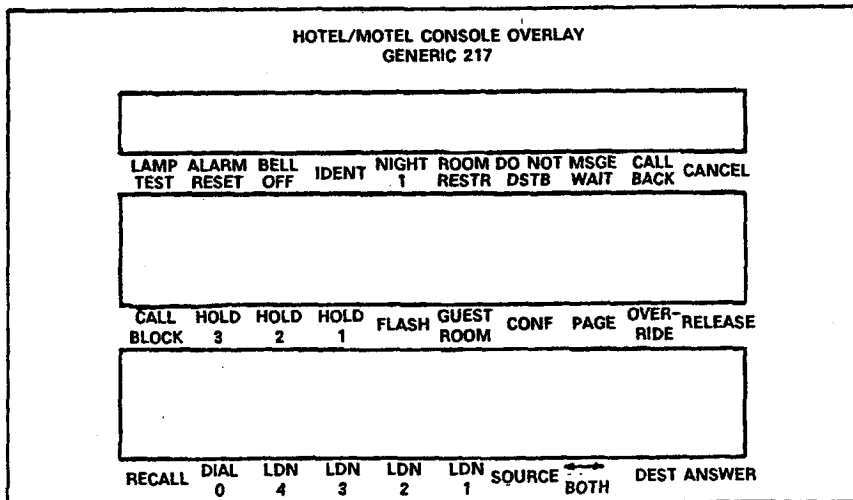 HOTEL/MOTEL CONSOLE OVERLAY
GENERIC 217
LAMP TEST ALARM RESET BELL OFF IDENT NIGHT 1 ROOM RESTR DO NOT DSTB MSGE WAIT CALL BACK CANCEL
CALL BLOCK HOLD 3 HOLD 2 HOLD 1 FLASH GUEST ROOM CONF PAGE OVER-RIDE RELEASE
RECALL DIAL 0 LDN 4 LDN 3 LDN 2 LDN 1 SOURCE BOTH DEST ANSWER